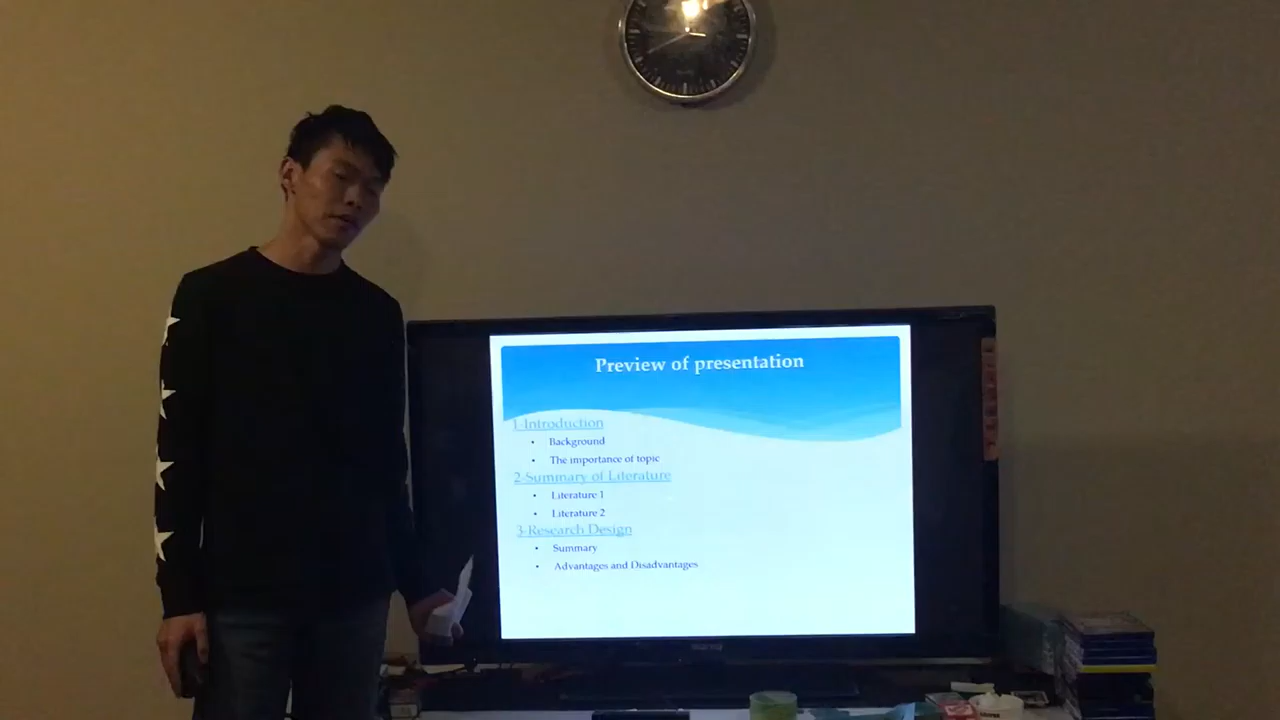 Preview of presentation
1-Introduction
• Background
• The importance of topic
2-Summary of Literature
• Literature 1
• Literature 2
3-Research Design
• Summary
• Advantages and Disadvantages